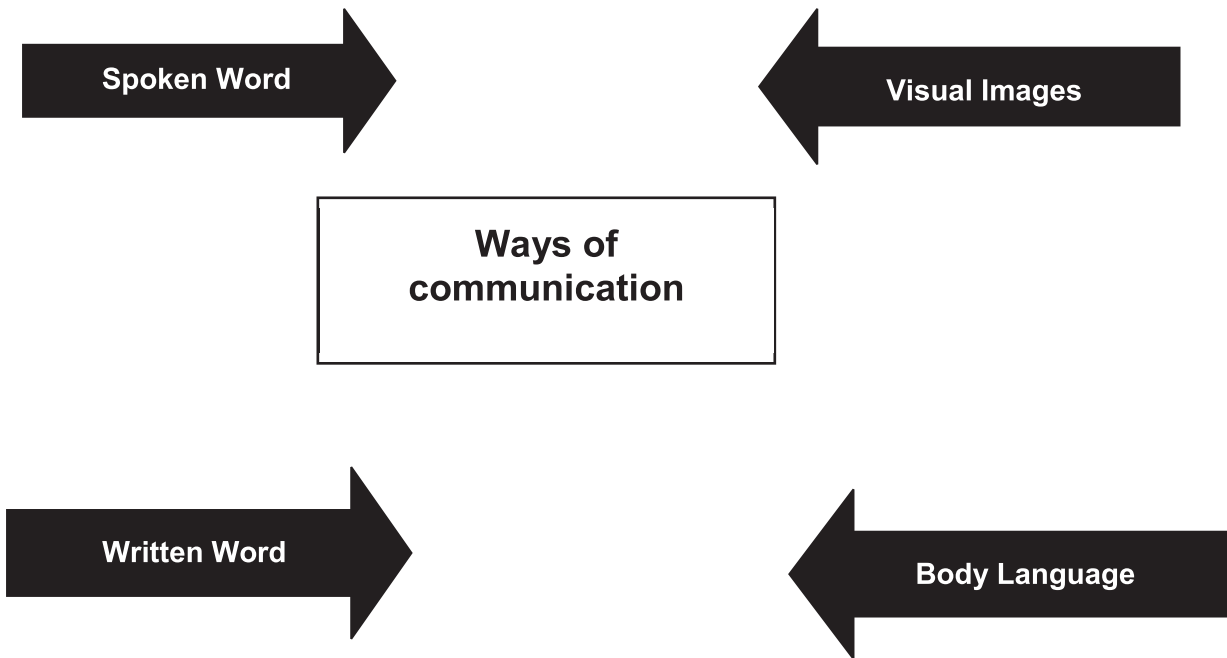 Spoken Word
Visual Images
Ways of
communication
Written Word
Body Language